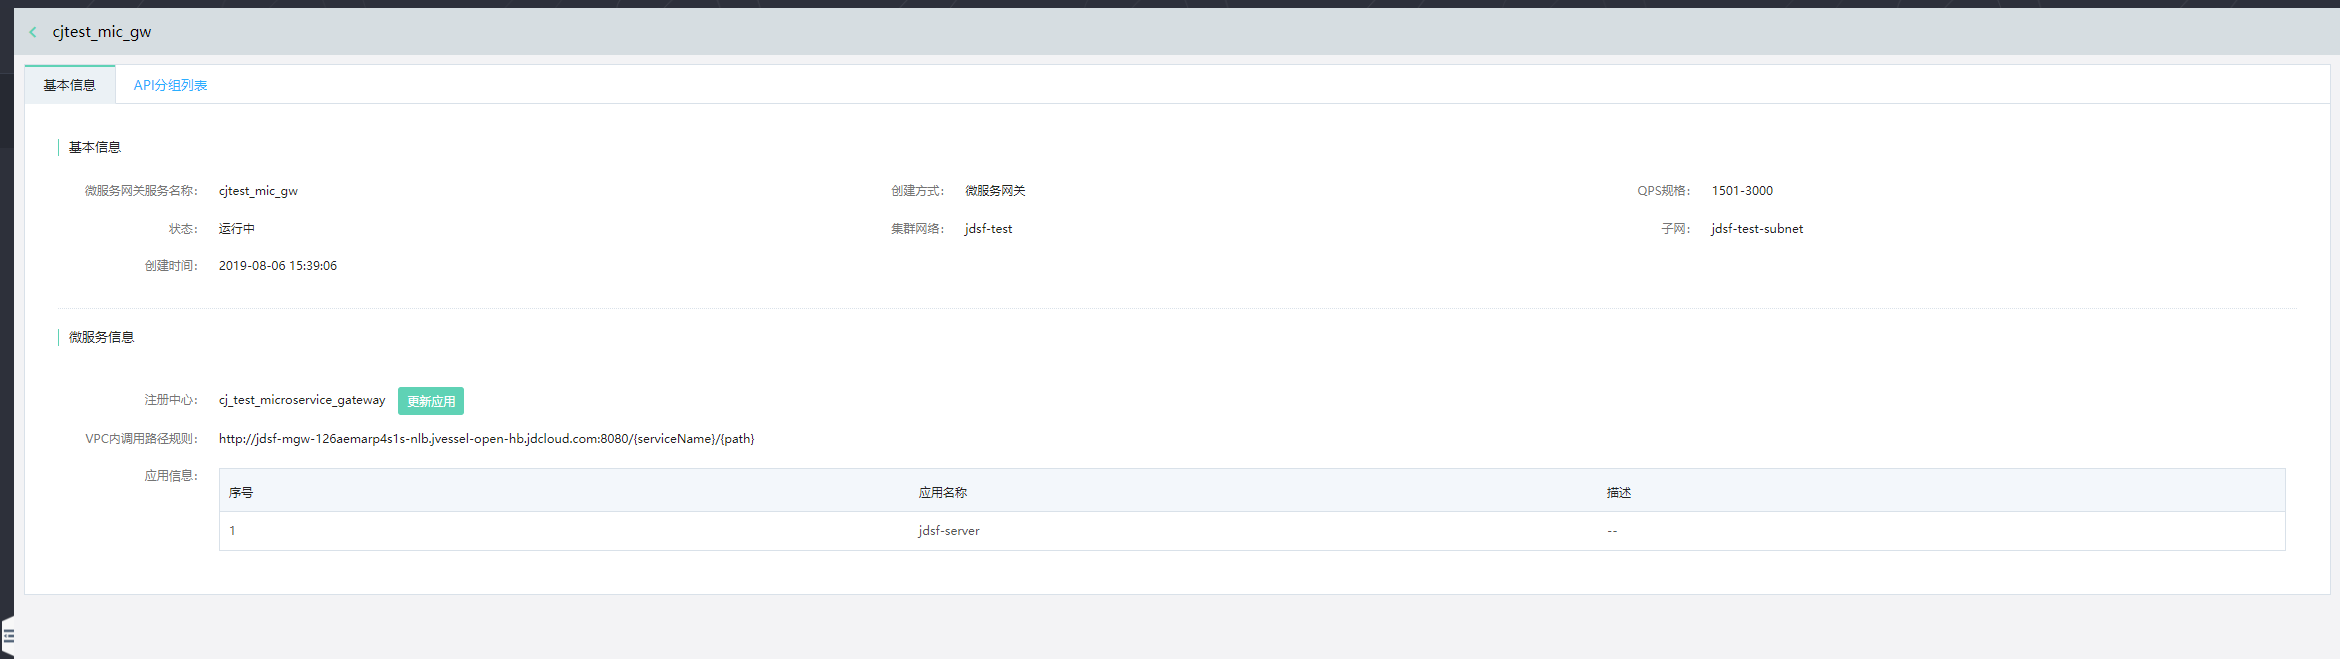 cjtest_mic_gw
基本信息 API分组列表
基本信息
微服务网关服务名称: cjtest_mic_gw 创建方式: 微服务网关 QPS规格: 1501-3000
状态: 运行中 集群网络: jdsf-test 子网: jdsf-test-subnet
创建时间: 2019-08-06 15:39:06
微服务信息
注册中心: cj_test_microservice_gateway 更新应用
VPC内调用路径规则: http://jdsf-mgw-126aemarp4s1s-nlb.jvessel-open-hb.jdcloud.com:8080/{serviceName}/{path}
应用信息:
序号 应用名称 描述
1 jdsf-server --